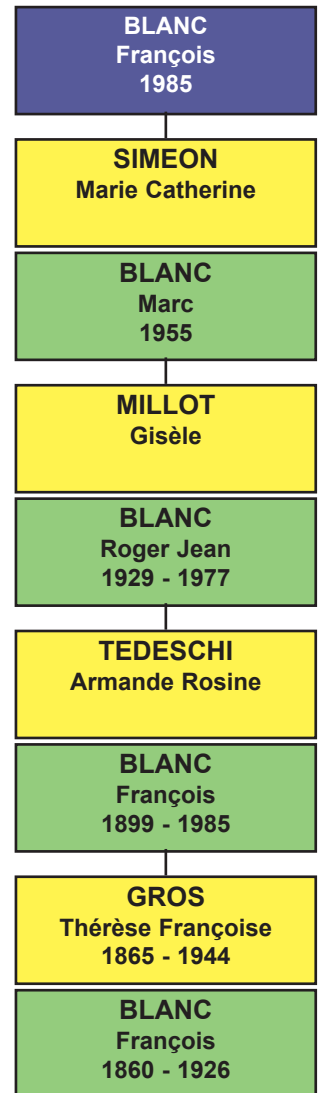 BLANC
François
1985
SIMEON
Marie Catherine
BLANC
Marc
1955
MILLOT
Gisèle
BLANC
Roger Jean
1929 - 1977
TEDESCHI
Armande Rosine
BLANC
François
1899 - 1985
GROS
Thérèse Françoise
1865 - 1944
BLANC
François
1860 - 1926